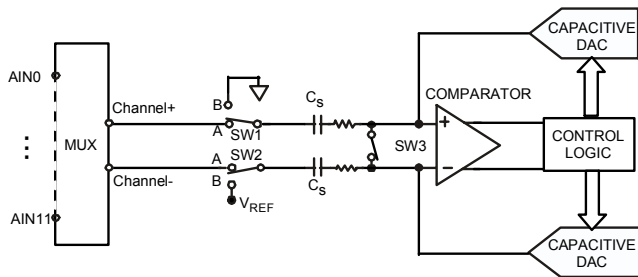 CAPACITIVE
DAC
AIN0
B
Cs
COMPARATOR
Channel+
A
SW1
+
MUX
SW3
CONTROL
LOGIC
⋮
A
SW2
−
Channel-
B
Cs
AIN11
VREF
CAPACITIVE
DAC